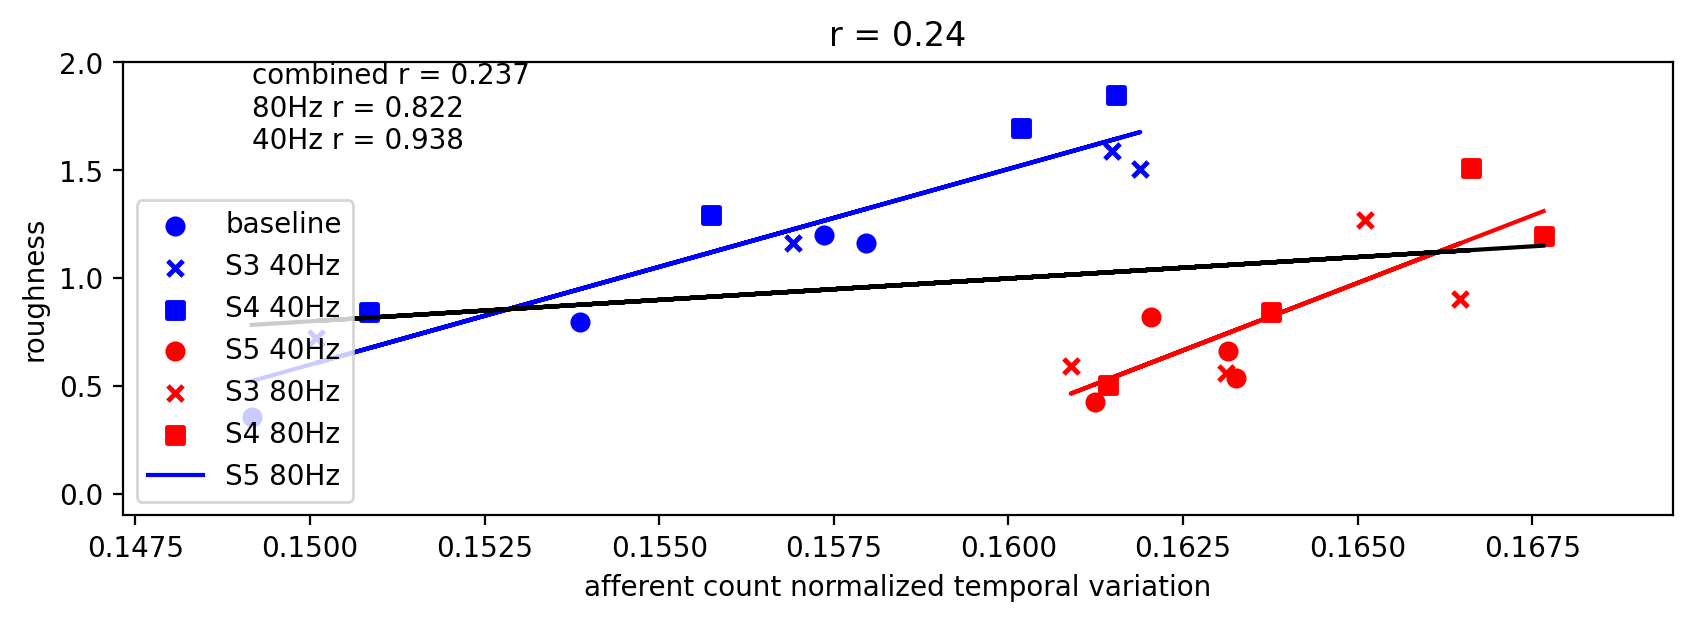 r = 0.24
combined r = 0.237
80Hz r = 0.822
40Hz r = 0.938
2.0
1.5
1.0
0.5
0.0
roughness
baseline
S3 40Hz
S4 40Hz
S5 40Hz
S3 80Hz
S4 80Hz
S5 80Hz
0.1475 0.1500 0.1525 0.1550 0.1575 0.1600 0.1625 0.1650 0.1675
afferent count normalized temporal variation